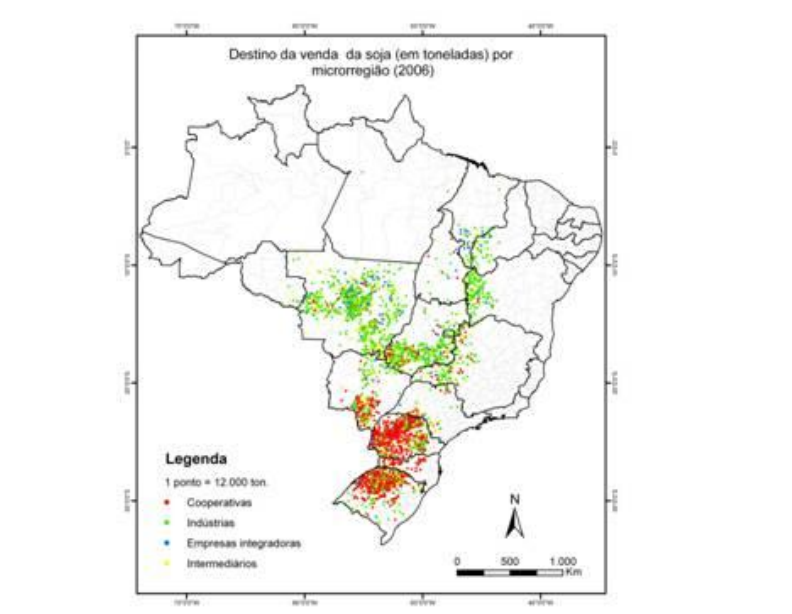 Destino da venda da soja (em toneladas) por
microrregião (2006)
Legenda
1 ponto = 12.000 ton.
Cooperativas
Indústrias
Empresas integradoras
Intermediários
N
0 500 1.000
Km